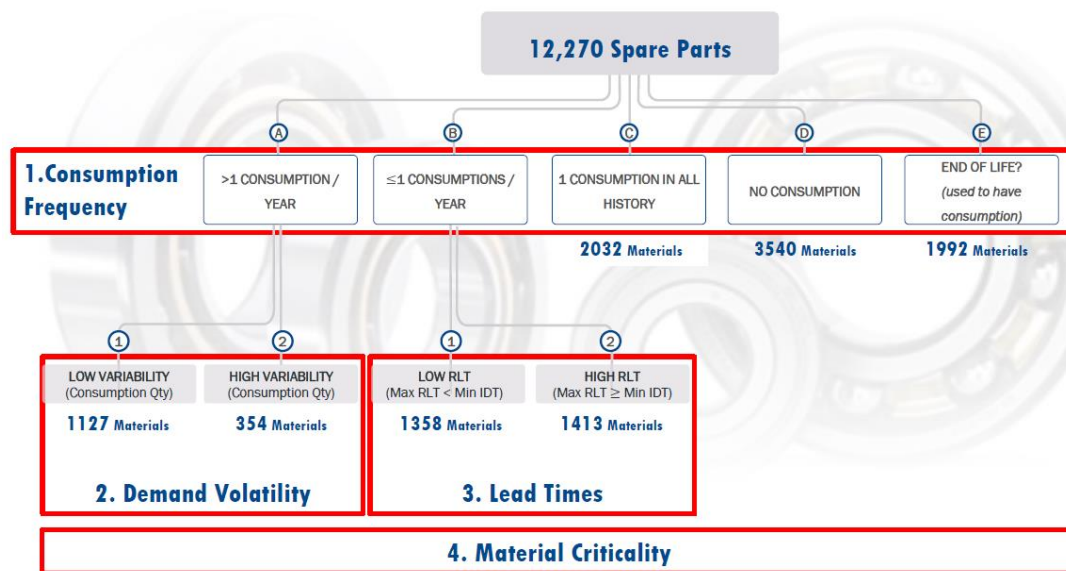 12,270 Spare Parts
A
B
C
D
E
1.Consumption
Frequency
>1 CONSUMPTION /
YEAR
≤1 CONSUMPTIONS /
YEAR
1 CONSUMPTION IN ALL
HISTORY
NO CONSUMPTION
END OF LIFE?
(used to have
consumption)
2032 Materials
3540 Materials
1992 Materials
1
2
1
2
LOW VARIABILITY
(Consumption Qty)
HIGH VARIABILITY
(Consumption Qty)
LOW RLT
(Max RLT < Min IDT)
HIGH RLT
(Max RLT ≥ Min IDT)
1127 Materials
354 Materials
1358 Materials
1413 Materials
2. Demand Volatility
3. Lead Times
4. Material Criticality